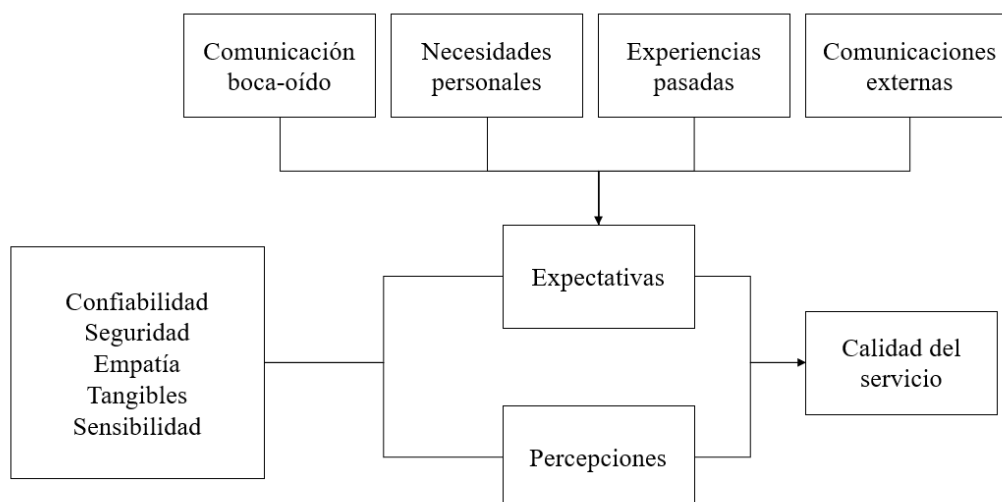 Comunicación
boca-oído
Necesidades
personales
Experiencias
pasadas
Comunicaciones
externas
Expectativas
Confiabilidad
Seguridad
Empatía
Tangibles
Sensibilidad
Calidad del
servicio
Percepciones